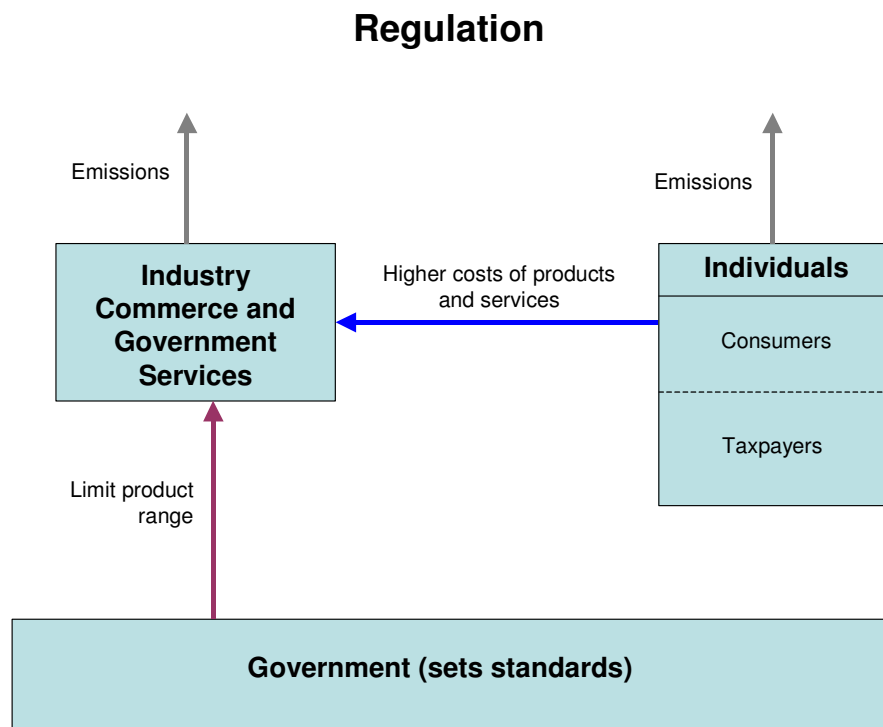 Regulation
Emissions
Emissions
Industry
Commerce and
Government
Services
Higher costs of products
and services
Individuals
Consumers
Taxpayers
Limit product
range
Government (sets standards)